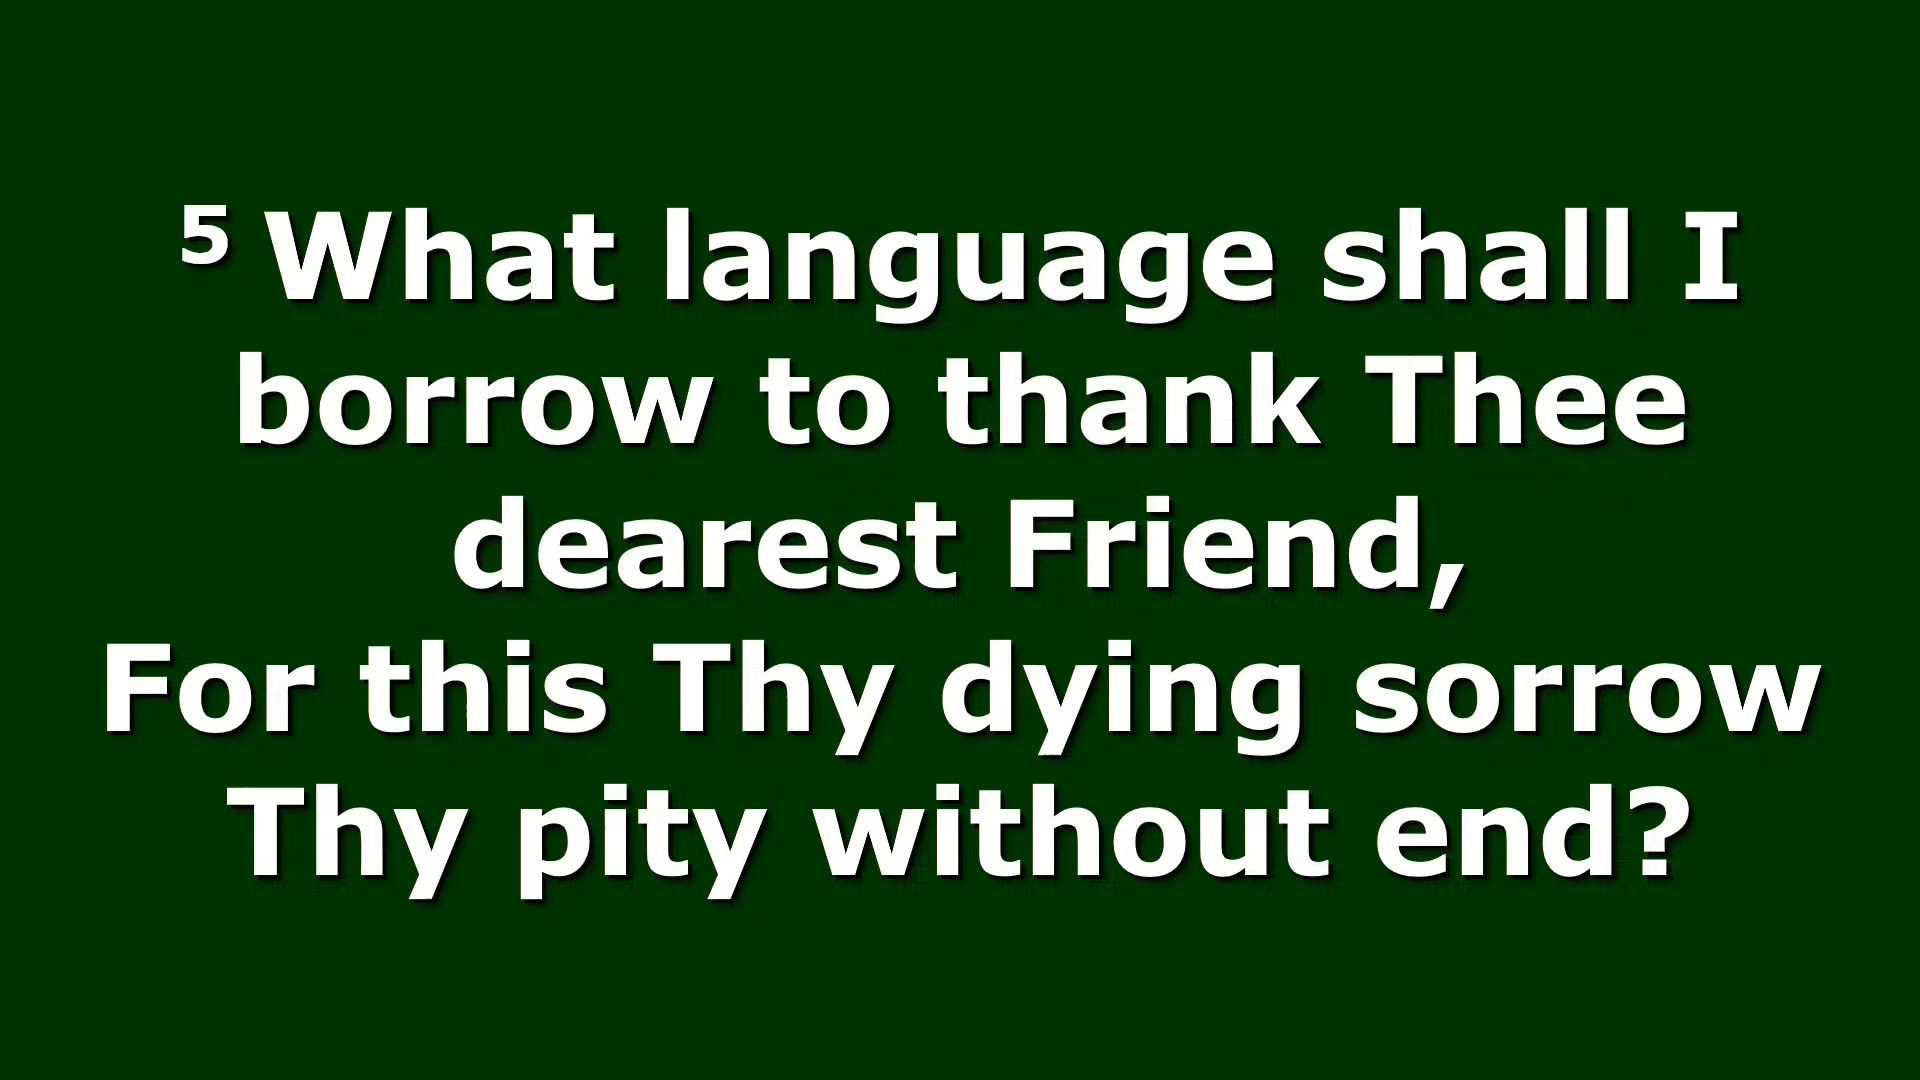 5 What language shall I
borrow to thank Thee
dearest Friend,
For this Thy dying sorrow
Thy pity without end?